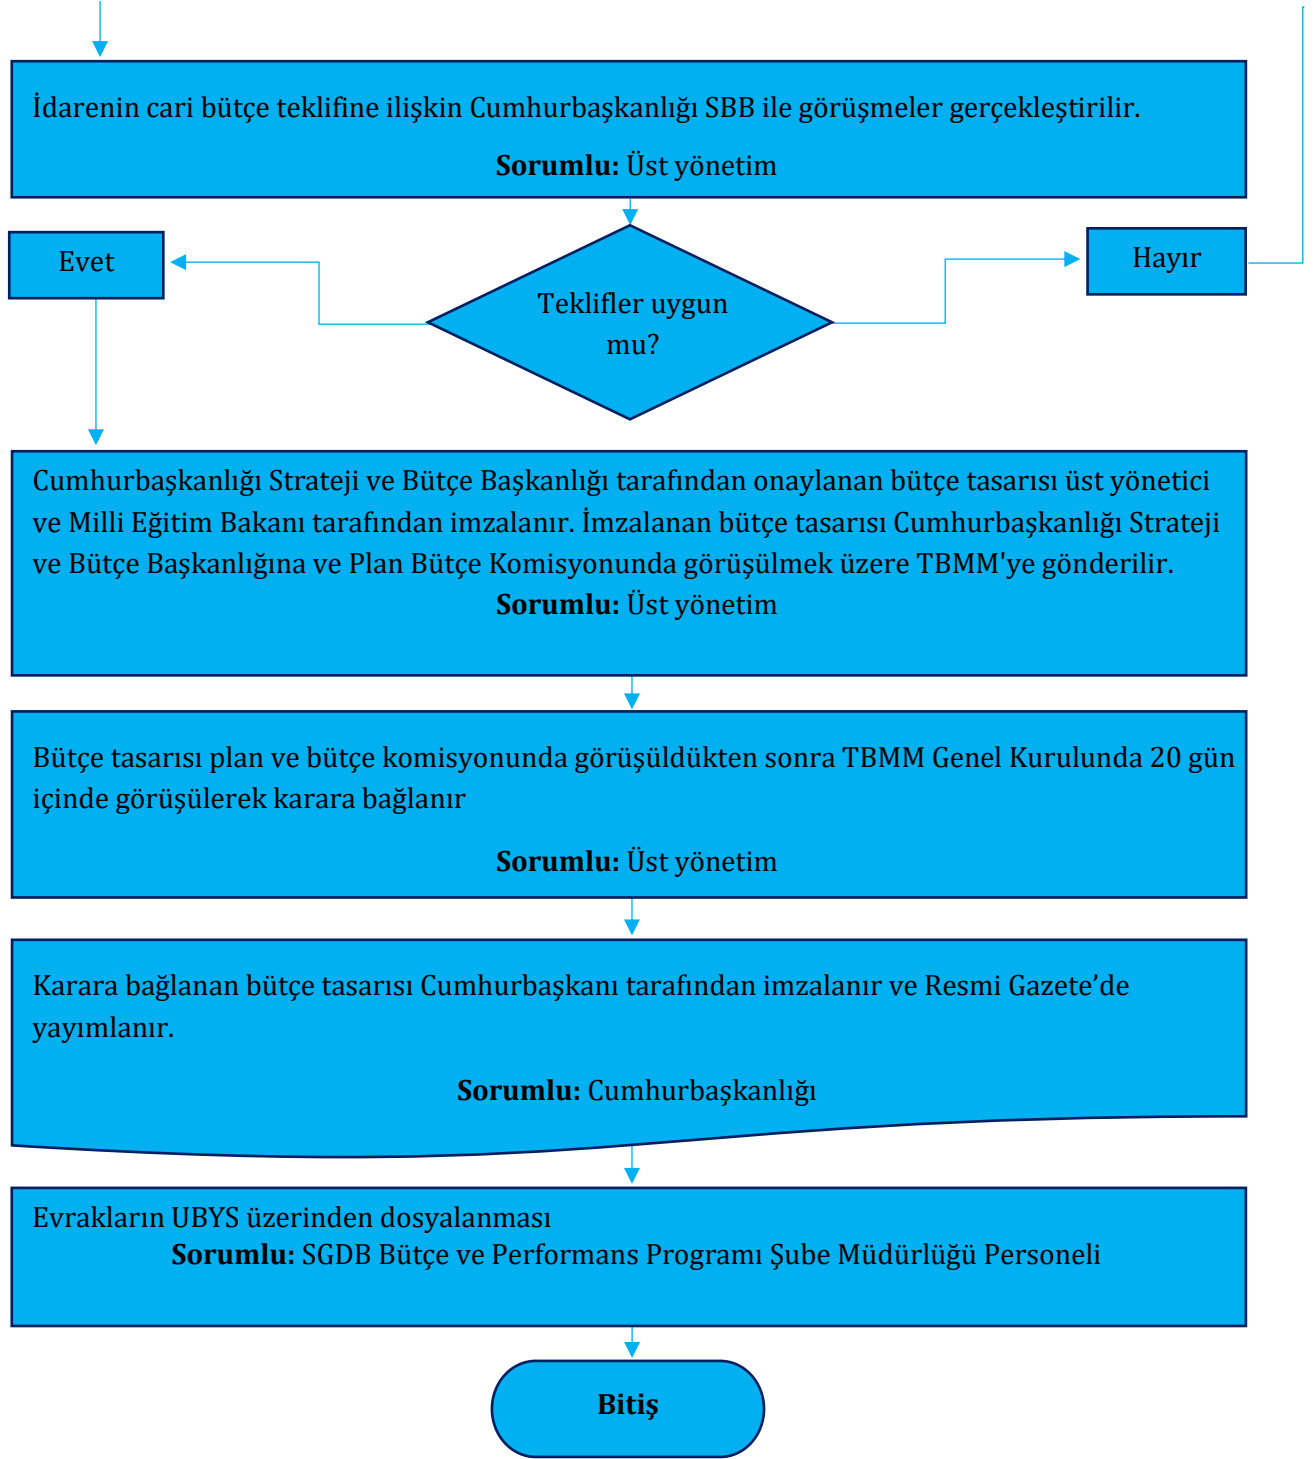 İdarenin cari bütçe teklifine ilişkin Cumhurbaşkanlığı SBB ile görüşmeler gerçekleştirilir.
Sorumlu: Üst yönetim
Evet
Hayır
Teklifler uygun
mu?
Cumhurbaşkanlığı Strateji ve Bütçe Başkanlığı tarafından onaylanan bütçe tasarısı üst yönetici
ve Milli Eğitim Bakanı tarafından imzalanır. İmzalanan bütçe tasarısı Cumhurbaşkanlığı Strateji
ve Bütçe Başkanlığına ve Plan Bütçe Komisyonunda görüşülmek üzere TBMM'ye gönderilir.
Sorumlu: Üst yönetim
Bütçe tasarısı plan ve bütçe komisyonunda görüşüldükten sonra TBMM Genel Kurulunda 20 gün
içinde görüşülerek karara bağlanır
Sorumlu: Üst yönetim
Karara bağlanan bütçe tasarısı Cumhurbaşkanı tarafından imzalanır ve Resmi Gazete’de
yayımlanır.
Sorumlu: Cumhurbaşkanlığı
Evrakların UBYS üzerinden dosyalanması
Sorumlu: SGDB Bütçe ve Performans Programı Şube Müdürlüğü Personeli
Bitiş